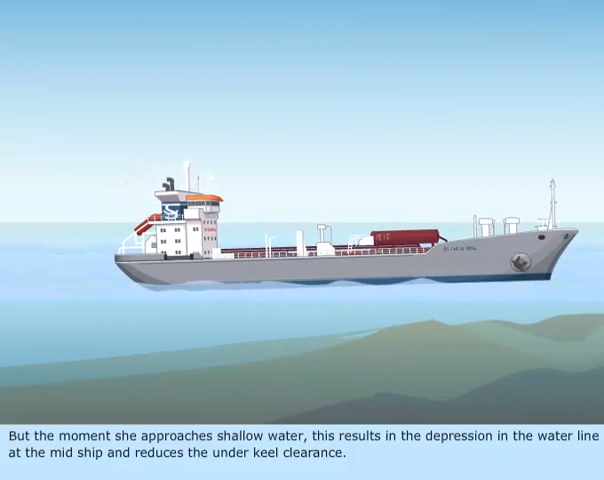 But the moment she approaches shallow water, this results in the depression in the water line
at the mid ship and reduces the under keel clearance.